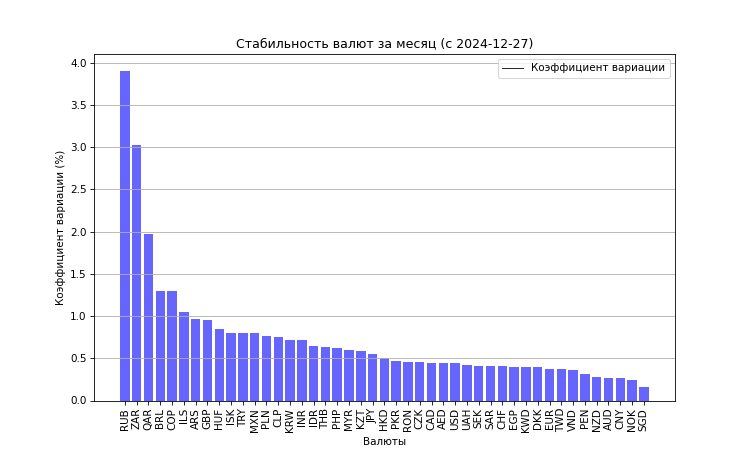 Стабильность валют за месяц (с 2024-12-27)
Коэффициент вариации
Коэффициент вариации (%)
4.0
3.5
3.0
2.5
2.0
1.5
1.0
0.5
0.0
RUB ZAR QAR BRL COP ILS ARS GBP HUF ISK TRY MXN PLN CLP KRW INR IDR THB PHP MYR KZT JPY HKD PKR RON CZK CAD AED USD UAH SEK SAR CHF EGP KWD DKK EUR TWD VND PEN NZD AUD CNY NOK SGD
Валюты